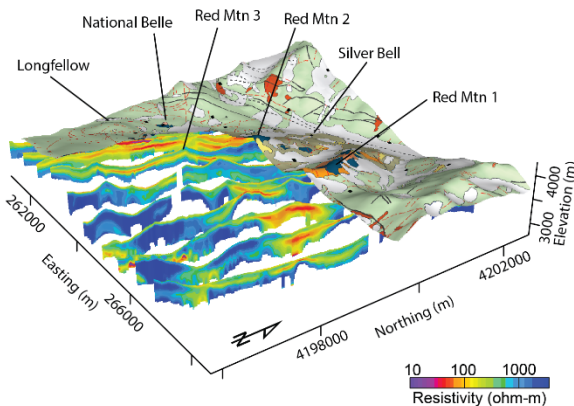 Red Mtn 3
Red Mtn 2
National Belle
Silver Bell
Longfellow
Red Mtn 1
4000
3000
Elevation (m)
262000
266000
Easting (m)
4202000
4198000
Northing (m)
N
10
100
1000
Resistivity (ohm-m)